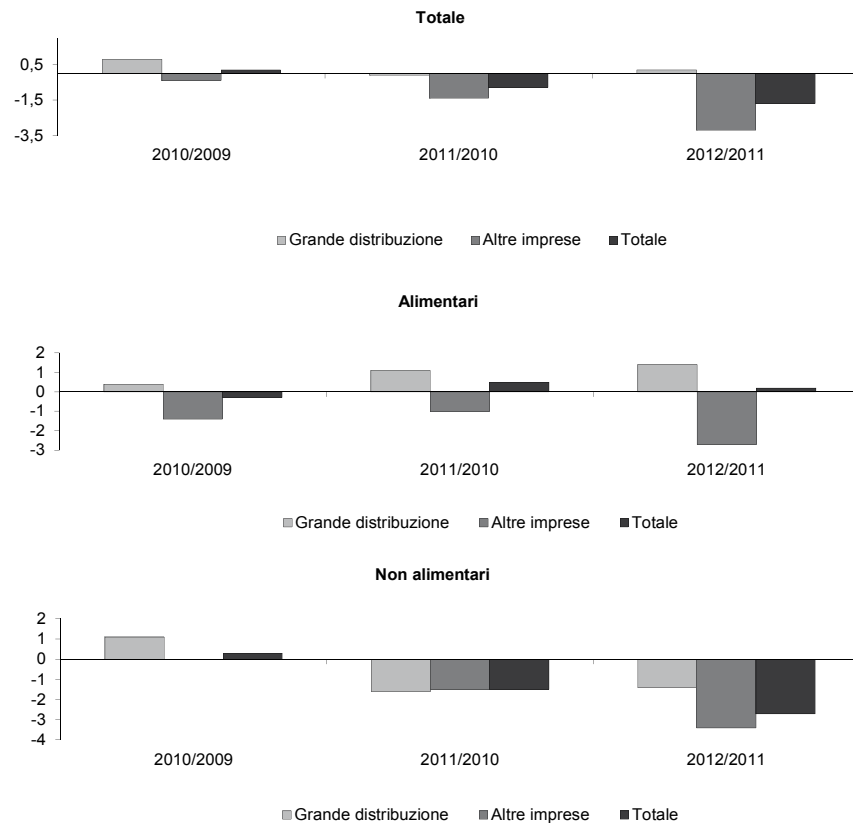 Totale
0,5
-1,5
-3,5
2010/2009 2011/2010 2012/2011
Grande distribuzione Altre imprese Totale
Alimentari
2
1
0
-1
-2
-3
2010/2009 2011/2010 2012/2011
Grande distribuzione Altre imprese Totale
Non alimentari
2
1
0
-1
-2
-3
-4
2010/2009 2011/2010 2012/2011
Grande distribuzione Altre imprese Totale